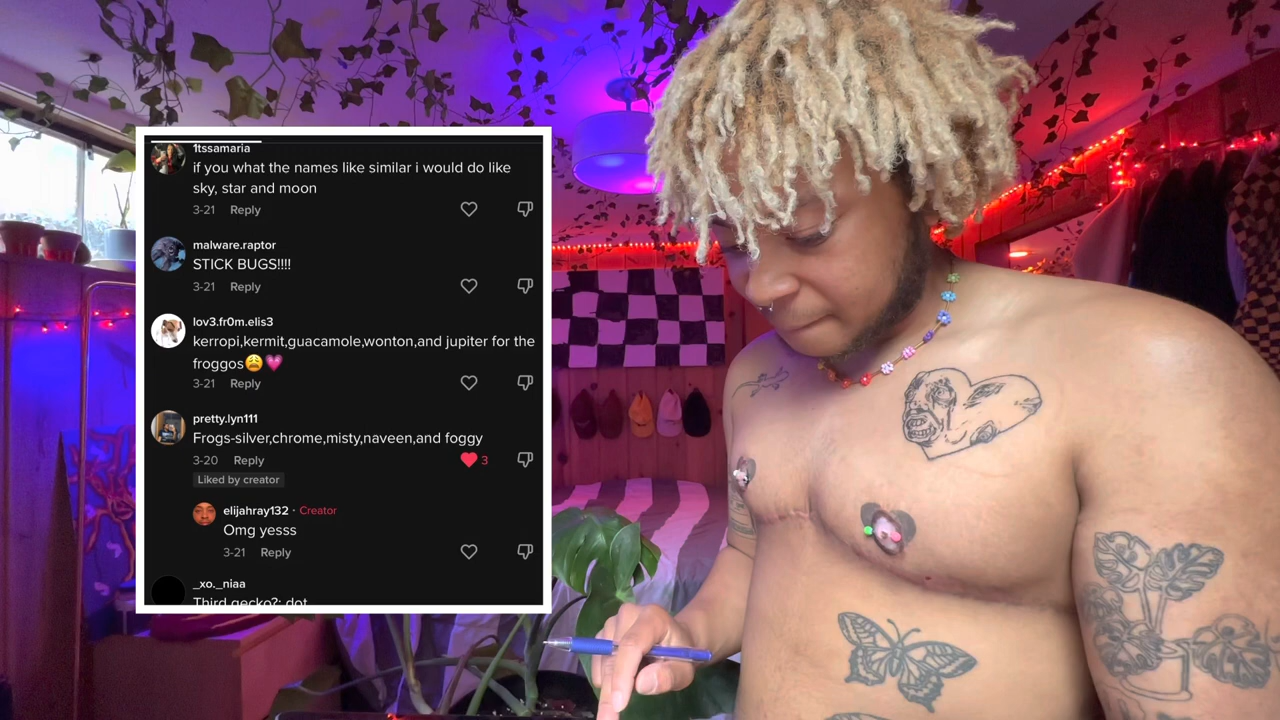 1tssamaria
if you what the names like similar i would do like
sky, star and moon
3-21 Reply
malware.raptor
STICK BUGS!!!!
3-21 Reply
lov3.fr0m.elis3
kerropi,kermit,guacamole,wonton,and jupiter for the
froggos😩💗
3-21 Reply
pretty.lyn111
Frogs-silver,chrome,misty,naveen,and foggy
3-20 Reply 3
Liked by creator
elijahray132 · Creator
Omg yesss
3-21 Reply
_xo._niaa
Third gecko?: dot